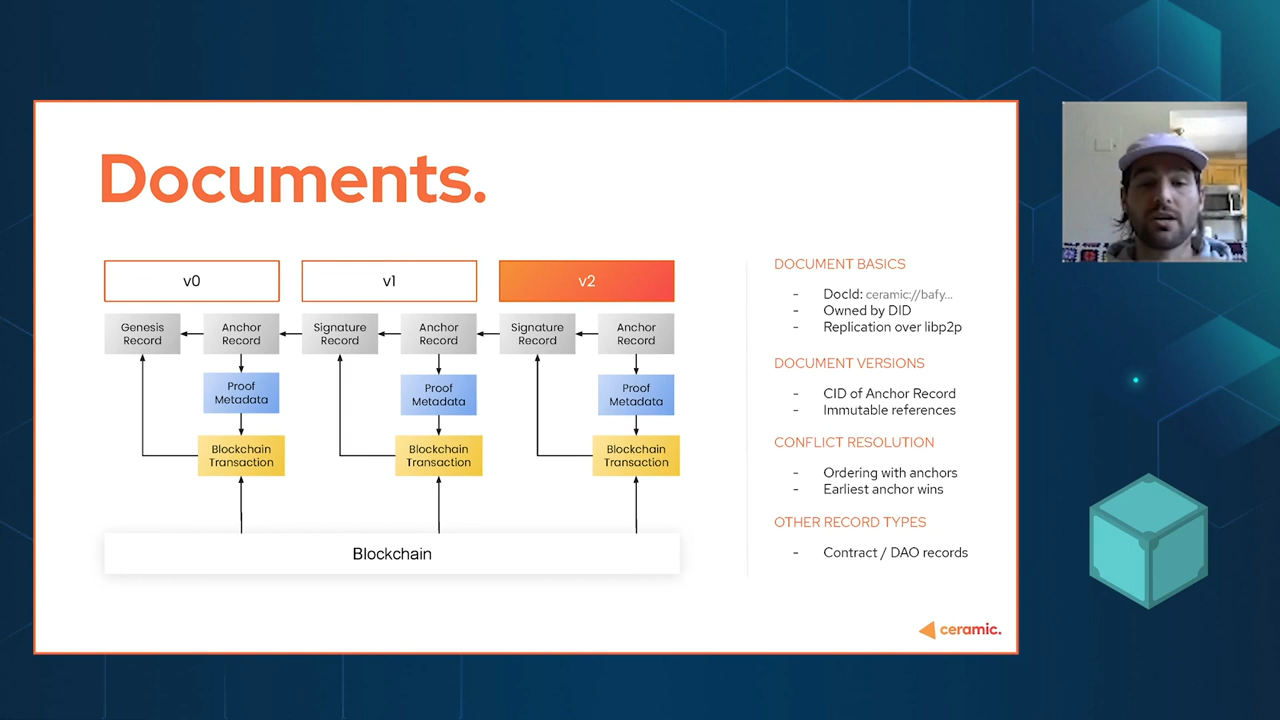 Documents.
v0
v1
v2
Genesis
Record
Anchor
Record
Signature
Record
Anchor
Record
Signature
Record
Anchor
Record
Proof
Metadata
Proof
Metadata
Proof
Metadata
Blockchain
Transaction
Blockchain
Transaction
Blockchain
Transaction
Blockchain
DOCUMENT BASICS
- DocId: ceramic://bafy...
- Owned by DID
- Replication over libp2p
DOCUMENT VERSIONS
- CID of Anchor Record
- Immutable references
CONFLICT RESOLUTION
- Ordering with anchors
- Earliest anchor wins
OTHER RECORD TYPES
- Contract / DAO records
ceramic.